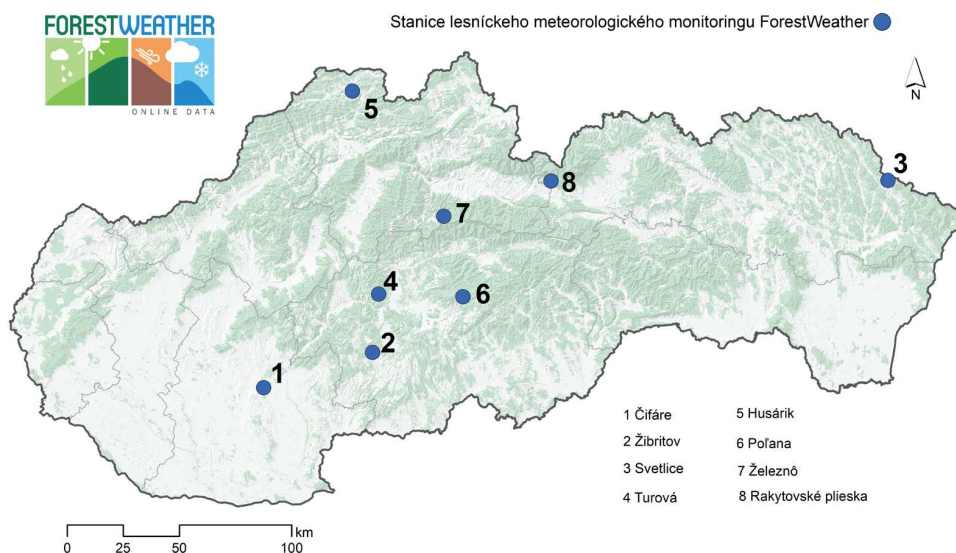 FORESTWEATHER
ONLINE DATA
Stanice lesníckeho meteorologického monitoringu ForestWeather
N
5
3
8
7
4
6
2
1
1 Čifáre
2 Žibritov
3 Svetlice
4 Turová
5 Husárik
6 Poľana
7 Železnô
8 Rakytovské plieska
km
0 25 50 100